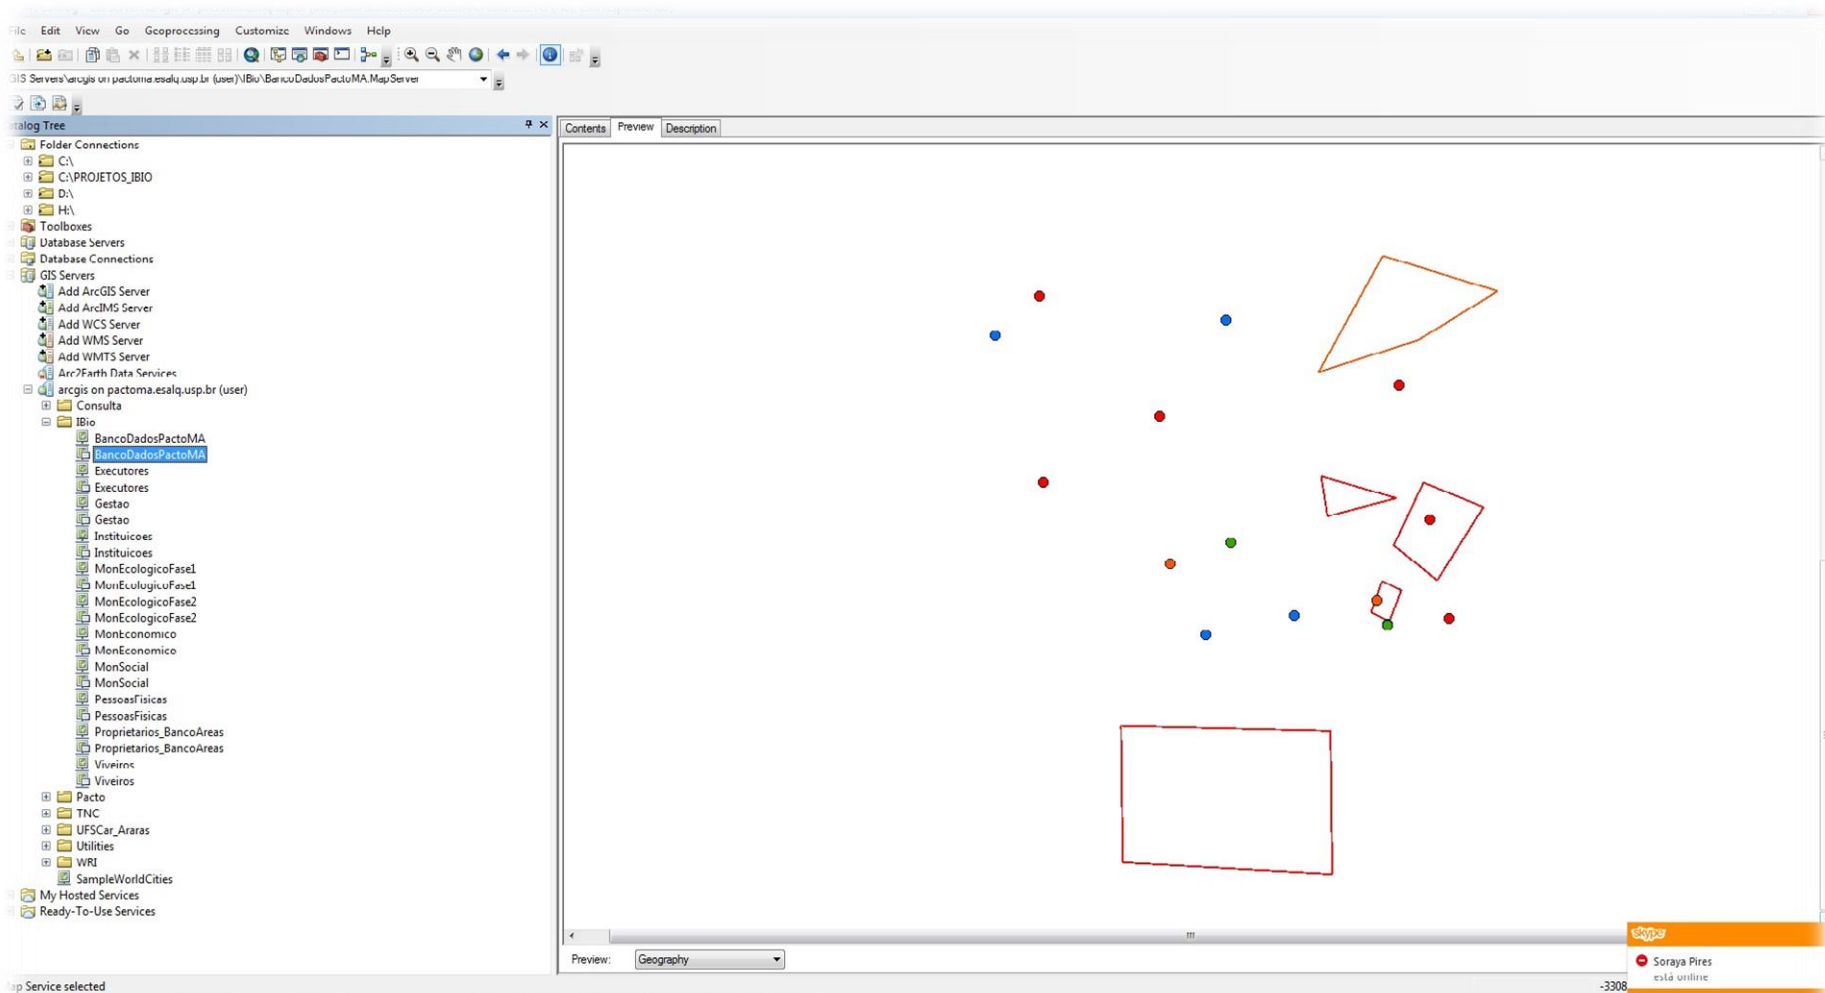 File Edit View Go Geoprocessing Customize Windows Help
GIS Servers\arcgis on pactoma.esalq.usp.br (user)\IBio\BancoDadosPactoMA.MapServer
Catalog Tree
Contents Preview Description
Folder Connections
C:\
C:\PROJETOS_IBIO
D:\
H:\
Toolboxes
Database Servers
Database Connections
GIS Servers
Add ArcGIS Server
Add ArcIMS Server
Add WCS Server
Add WMS Server
Add WMTS Server
Arc2Earth Data Services
arcgis on pactoma.esalq.usp.br (user)
Consulta
IBio
BancoDadosPactoMA
BancoDadosPactoMA
Executores
Executores
Gestao
Gestao
Instituicoes
Instituicoes
MonEcologicoFase1
MonEcologicoFase1
MonEcologicoFase2
MonEcologicoFase2
MonEconomico
MonEconomico
MonSocial
MonSocial
PessoasFisicas
PessoasFisicas
Proprietarios_BancoAreas
Proprietarios_BancoAreas
Viveiros
Viveiros
Pacto
TNC
UFSCar_Araras
Utilities
WRI
SampleWorldCities
My Hosted Services
Ready-To-Use Services
Preview: Geography
skype
Soraya Pires
está online
Map Service selected
-3308